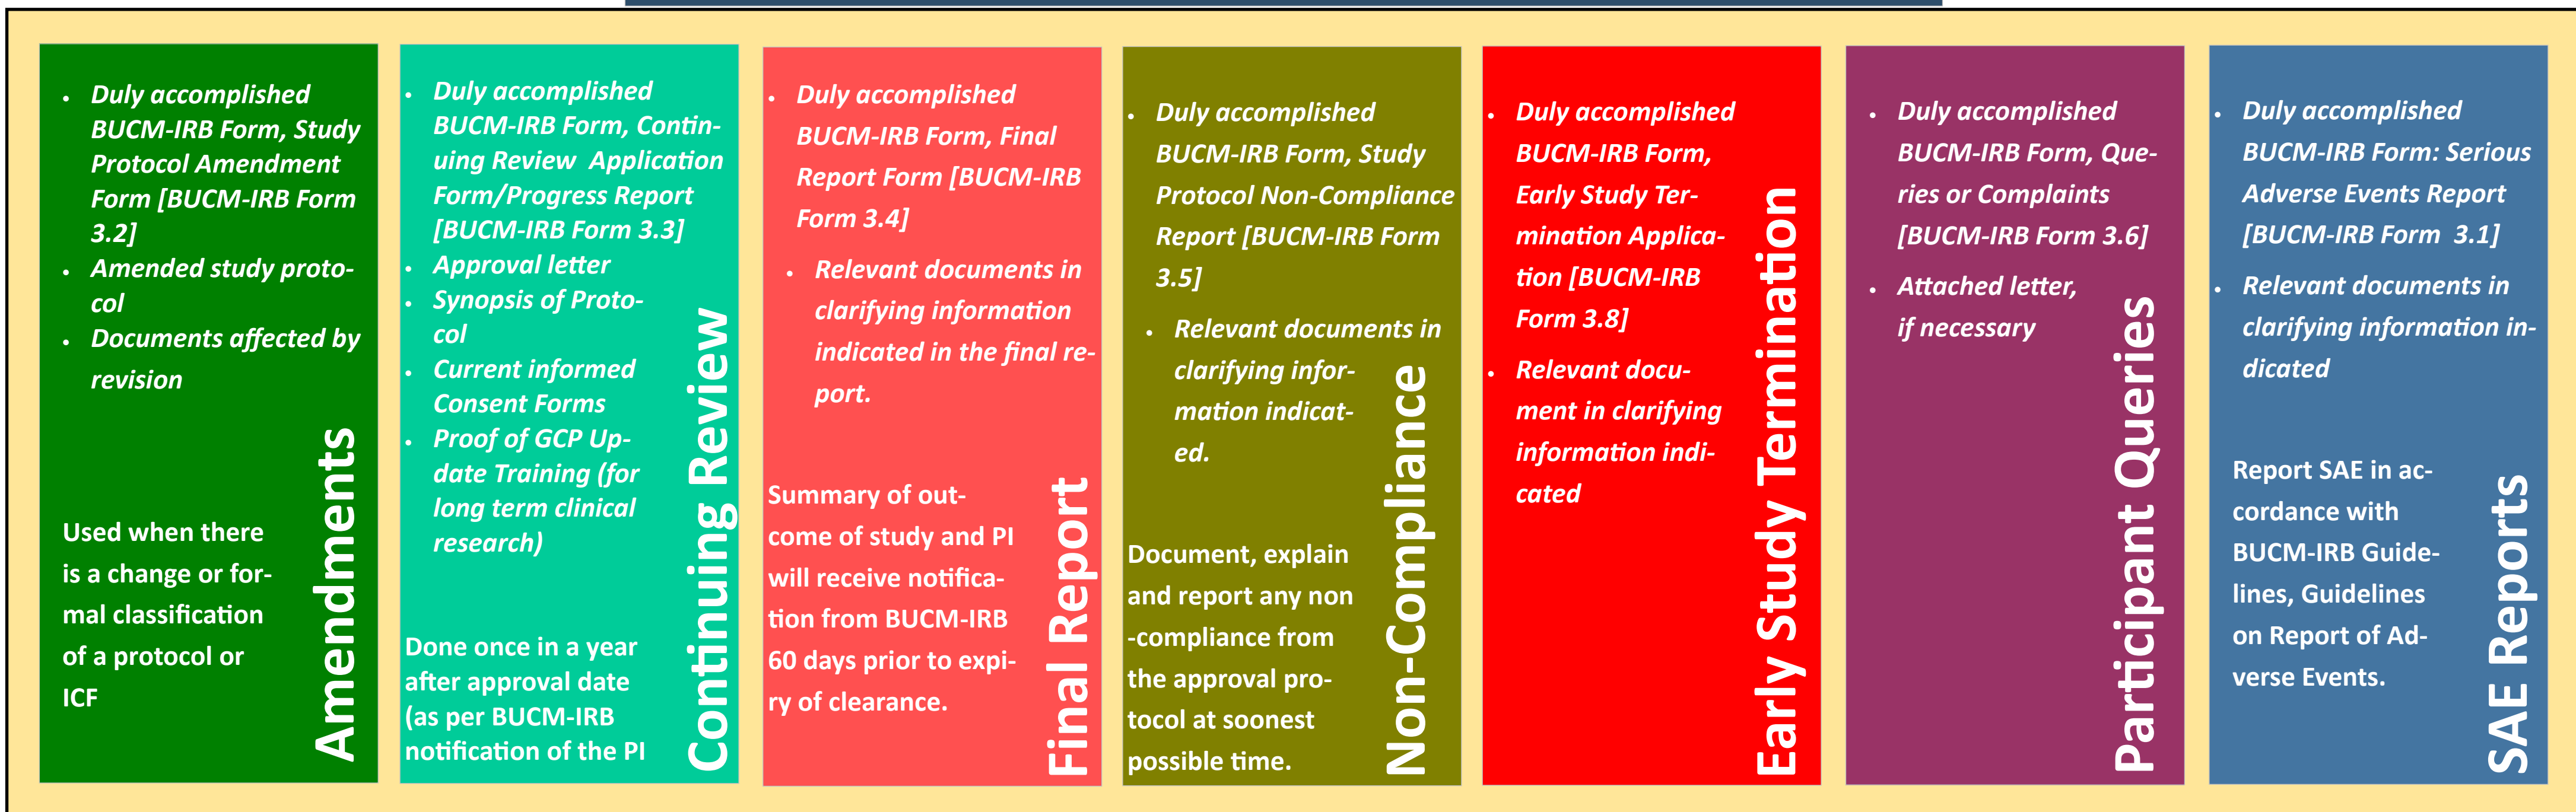 • Duly accomplished
BUCM-IRB Form, Study
Protocol Amendment
Form [BUCM-IRB Form
3.2]
• Amended study proto-
col
• Documents affected by
revision
Used when there
is a change or for-
mal classification
of a protocol or
ICF
Amendments
• Duly accomplished
BUCM-IRB Form, Contin-
uing Review Application
Form/Progress Report
[BUCM-IRB Form 3.3]
• Approval letter
• Synopsis of Proto-
col
• Current informed
Consent Forms
• Proof of GCP Up-
date Training (for
long term clinical
research)
Done once in a year
after approval date
(as per BUCM-IRB
notification of the PI
Continuing Review
• Duly accomplished
BUCM-IRB Form, Final
Report Form [BUCM-IRB
Form 3.4]
• Relevant documents in
clarifying information
indicated in the final re-
port.
Summary of out-
come of study and PI
will receive notifica-
tion from BUCM-IRB
60 days prior to expi-
ry of clearance.
Final Report
• Duly accomplished
BUCM-IRB Form, Study
Protocol Non-Compliance
Report [BUCM-IRB Form
3.5]
• Relevant documents in
clarifying infor-
mation indicat-
ed.
Document, explain
and report any non
-compliance from
the approval pro-
tocol at soonest
possible time.
Non-Compliance
• Duly accomplished
BUCM-IRB Form,
Early Study Ter-
mination Applica-
tion [BUCM-IRB
Form 3.8]
• Relevant docu-
ment in clarifying
information indi-
cated
Early Study Termination
• Duly accomplished
BUCM-IRB Form, Que-
ries or Complaints
[BUCM-IRB Form 3.6]
• Attached letter,
if necessary
Participant Queries
• Duly accomplished
BUCM-IRB Form: Serious
Adverse Events Report
[BUCM-IRB Form 3.1]
• Relevant documents in
clarifying information in-
dicated
Report SAE in ac-
cordance with
BUCM-IRB Guide-
lines, Guidelines
on Report of Ad-
verse Events.
SAE Reports